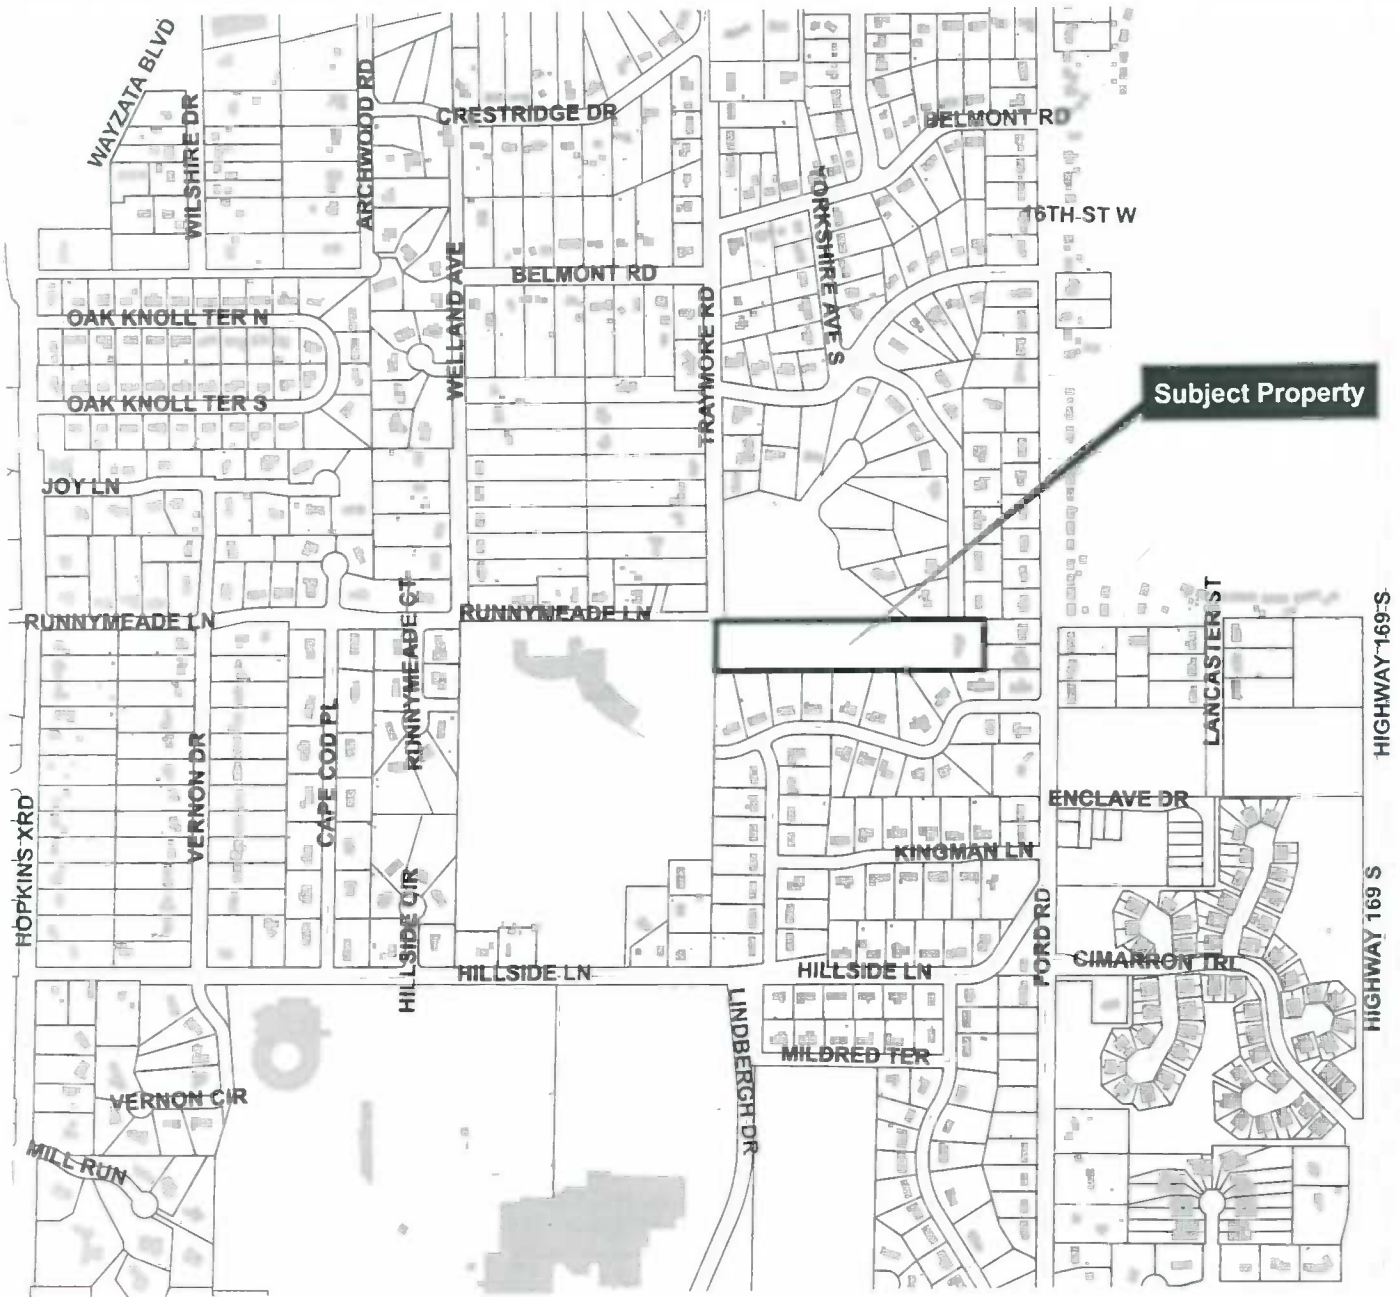 WAYZATA BLVD
WILSHIRE DR
ARCHWOOD RD
CRESTRIDGE DR
BELMONT RD
YORKSHIRE AVE S
16TH ST W
WELLAND AVE
BELMONT RD
TRAYMORE RD
OAK KNOLL TER N
OAK KNOLL TER S
Subject Property
JOY LN
RUNNYMEADE LN
RUNNYMEADE CT
RUNNYMEADE LN
LANCASTER ST
HIGHWAY 169 S
VERNON DR
CAPE COD PL
HOPKINS XRD
ENCLAVE DR
KINGMAN LN
HILLSIDE CIR
HILLSIDE LN
HILLSIDE LN
FORD RD
CIMARRON TRL
HIGHWAY 169 S
LINDBERGH DR
MILDRED TER
VERNON CIR
MILL RUN